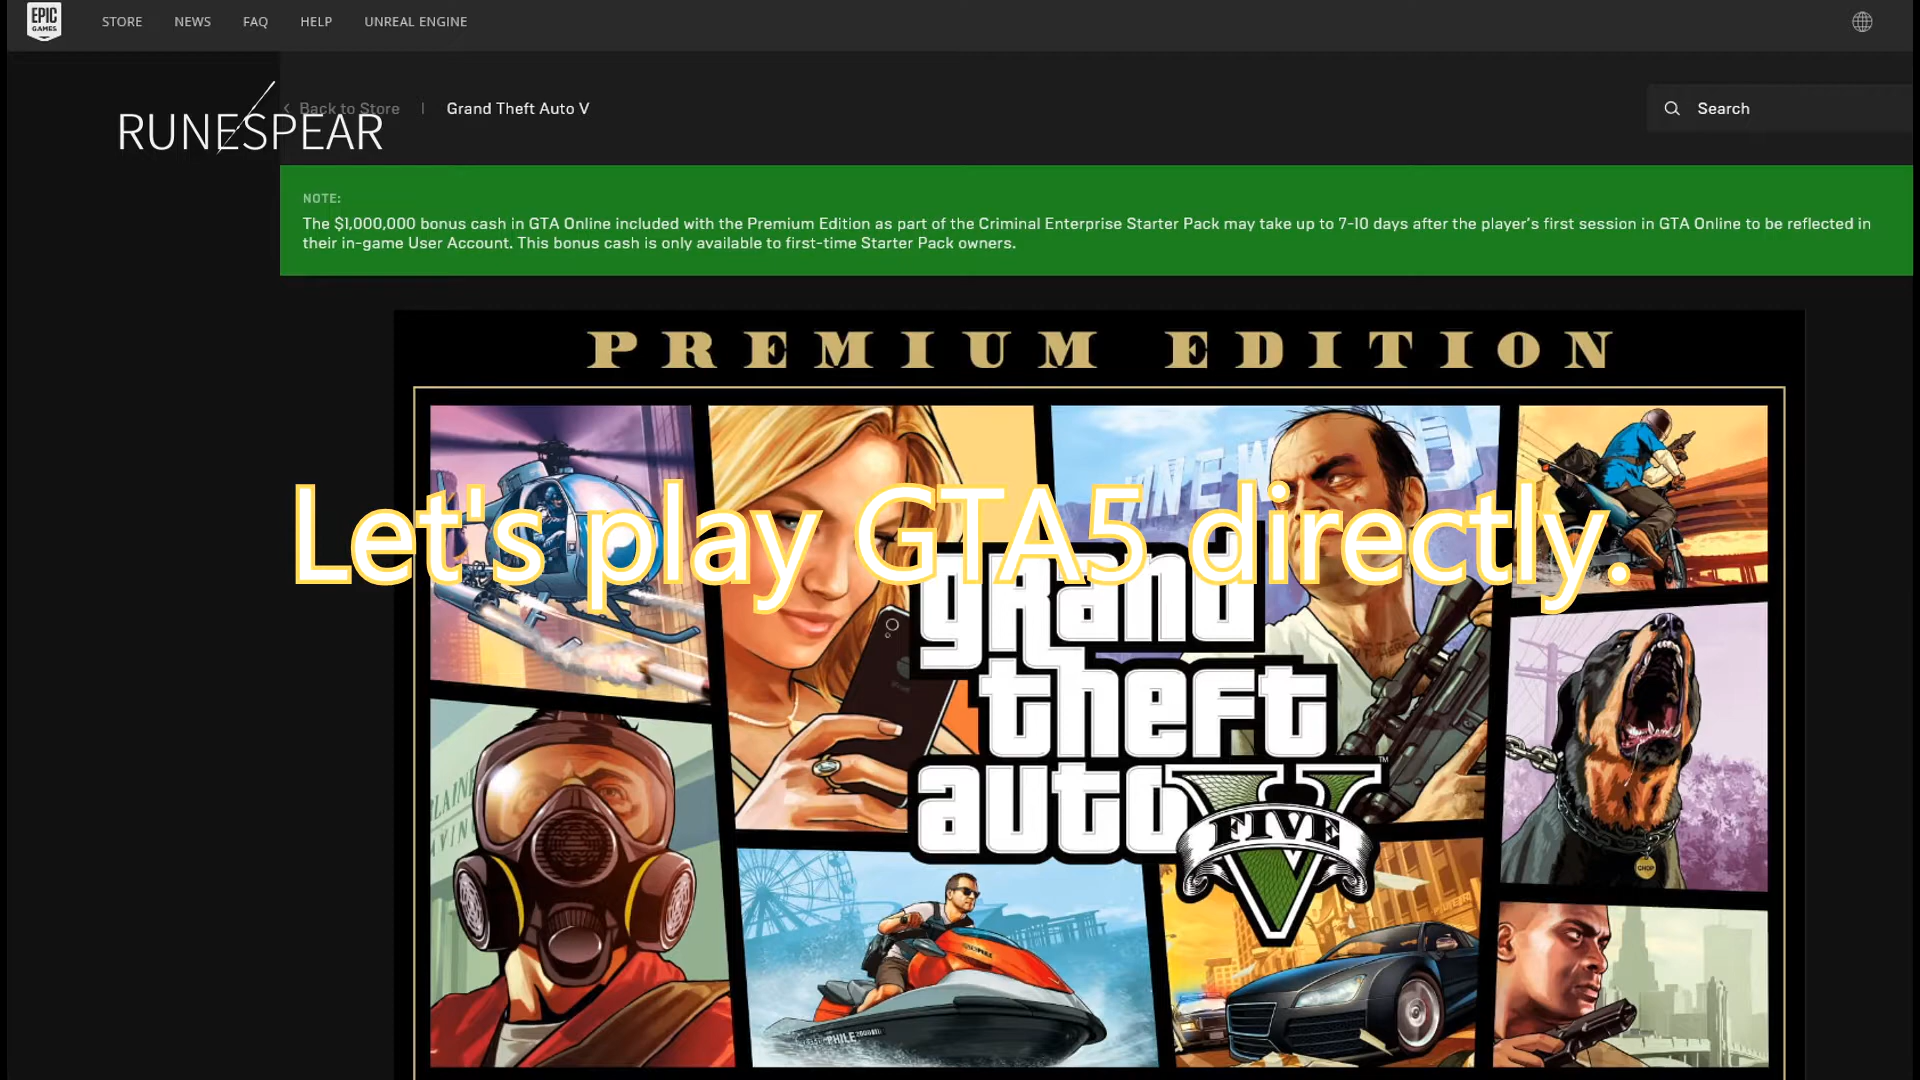 EPIC
GAMES
STORE NEWS FAQ HELP UNREAL ENGINE
RUNESPEAR
Back to Store | Grand Theft Auto V
Search
NOTE:
The $1,000,000 bonus cash in GTA Online included with the Premium Edition as part of the Criminal Enterprise Starter Pack may take up to 7-10 days after the player's first session in GTA Online to be reflected in
their in-game User Account. This bonus cash is only available to first-time Starter Pack owners.
PREMIUM EDITION
Let's play GTA5 directly.
grand
theft
auto V
FIVE
TM
CHOP